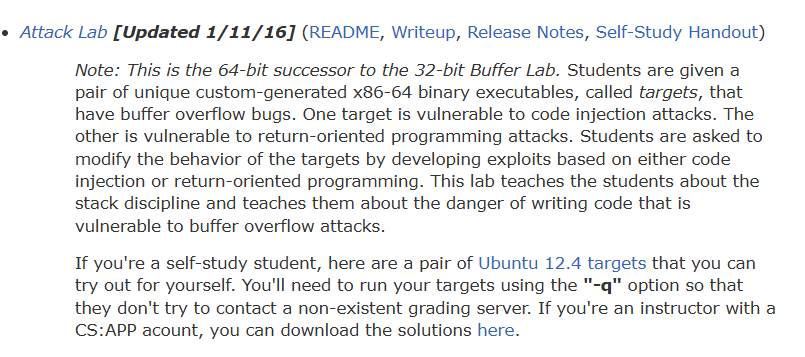 • Attack Lab [Updated 1/11/16] (README, Writeup, Release Notes, Self-Study Handout)
Note: This is the 64-bit successor to the 32-bit Buffer Lab. Students are given a
pair of unique custom-generated x86-64 binary executables, called targets, that
have buffer overflow bugs. One target is vulnerable to code injection attacks. The
other is vulnerable to return-oriented programming attacks. Students are asked to
modify the behavior of the targets by developing exploits based on either code
injection or return-oriented programming. This lab teaches the students about the
stack discipline and teaches them about the danger of writing code that is
vulnerable to buffer overflow attacks.
If you're a self-study student, here are a pair of Ubuntu 12.4 targets that you can
try out for yourself. You'll need to run your targets using the "-q" option so that
they don't try to contact a non-existent grading server. If you're an instructor with a
CS:APP acount, you can download the solutions here.